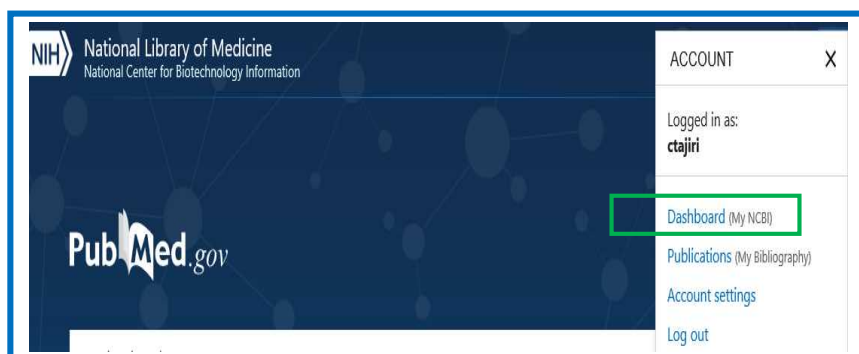 NIH National Library of Medicine
National Center for Biotechnology Information
PubMed.gov
ACCOUNT X
Logged in as:
ctajiri
Dashboard (My NCBI)
Publications (My Bibliography)
Account settings
Log out